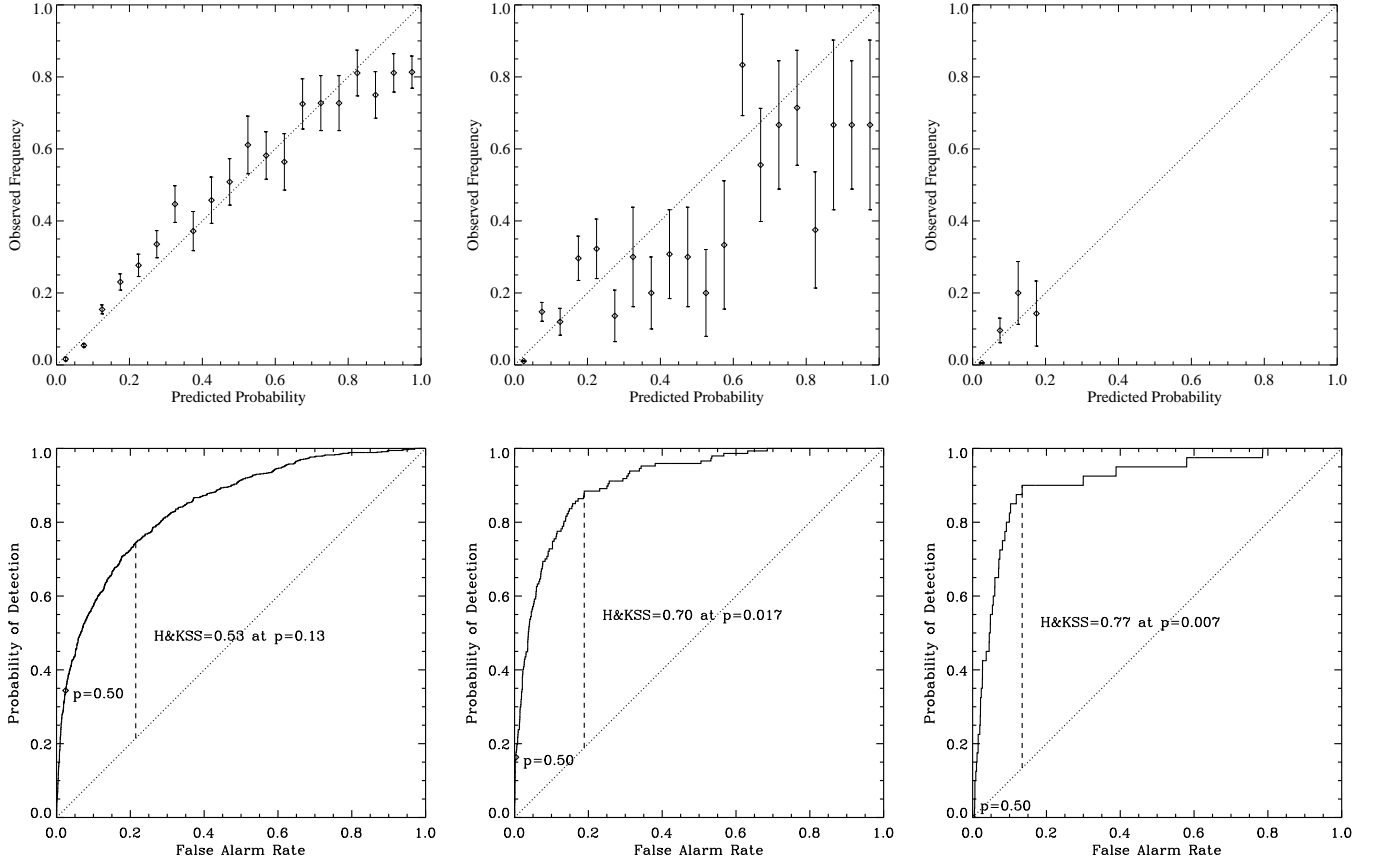 1.0
0.8
0.6
0.4
0.2
0.0
Observed Frequency
0.0 0.2 0.4 0.6 0.8 1.0
Predicted Probability
1.0
0.8
0.6
0.4
0.2
0.0
Observed Frequency
0.0 0.2 0.4 0.6 0.8 1.0
Predicted Probability
1.0
0.8
0.6
0.4
0.2
0.0
Observed Frequency
0.0 0.2 0.4 0.6 0.8 1.0
Predicted Probability
1.0
0.8
0.6
0.4
0.2
0.0
Probability of Detection
H&KSS=0.53 at p=0.13
p=0.50
0.0 0.2 0.4 0.6 0.8 1.0
False Alarm Rate
1.0
0.8
0.6
0.4
0.2
0.0
Probability of Detection
H&KSS=0.70 at p=0.017
p=0.50
0.0 0.2 0.4 0.6 0.8 1.0
False Alarm Rate
1.0
0.8
0.6
0.4
0.2
0.0
Probability of Detection
H&KSS=0.77 at p=0.007
p=0.50
0.0 0.2 0.4 0.6 0.8 1.0
False Alarm Rate